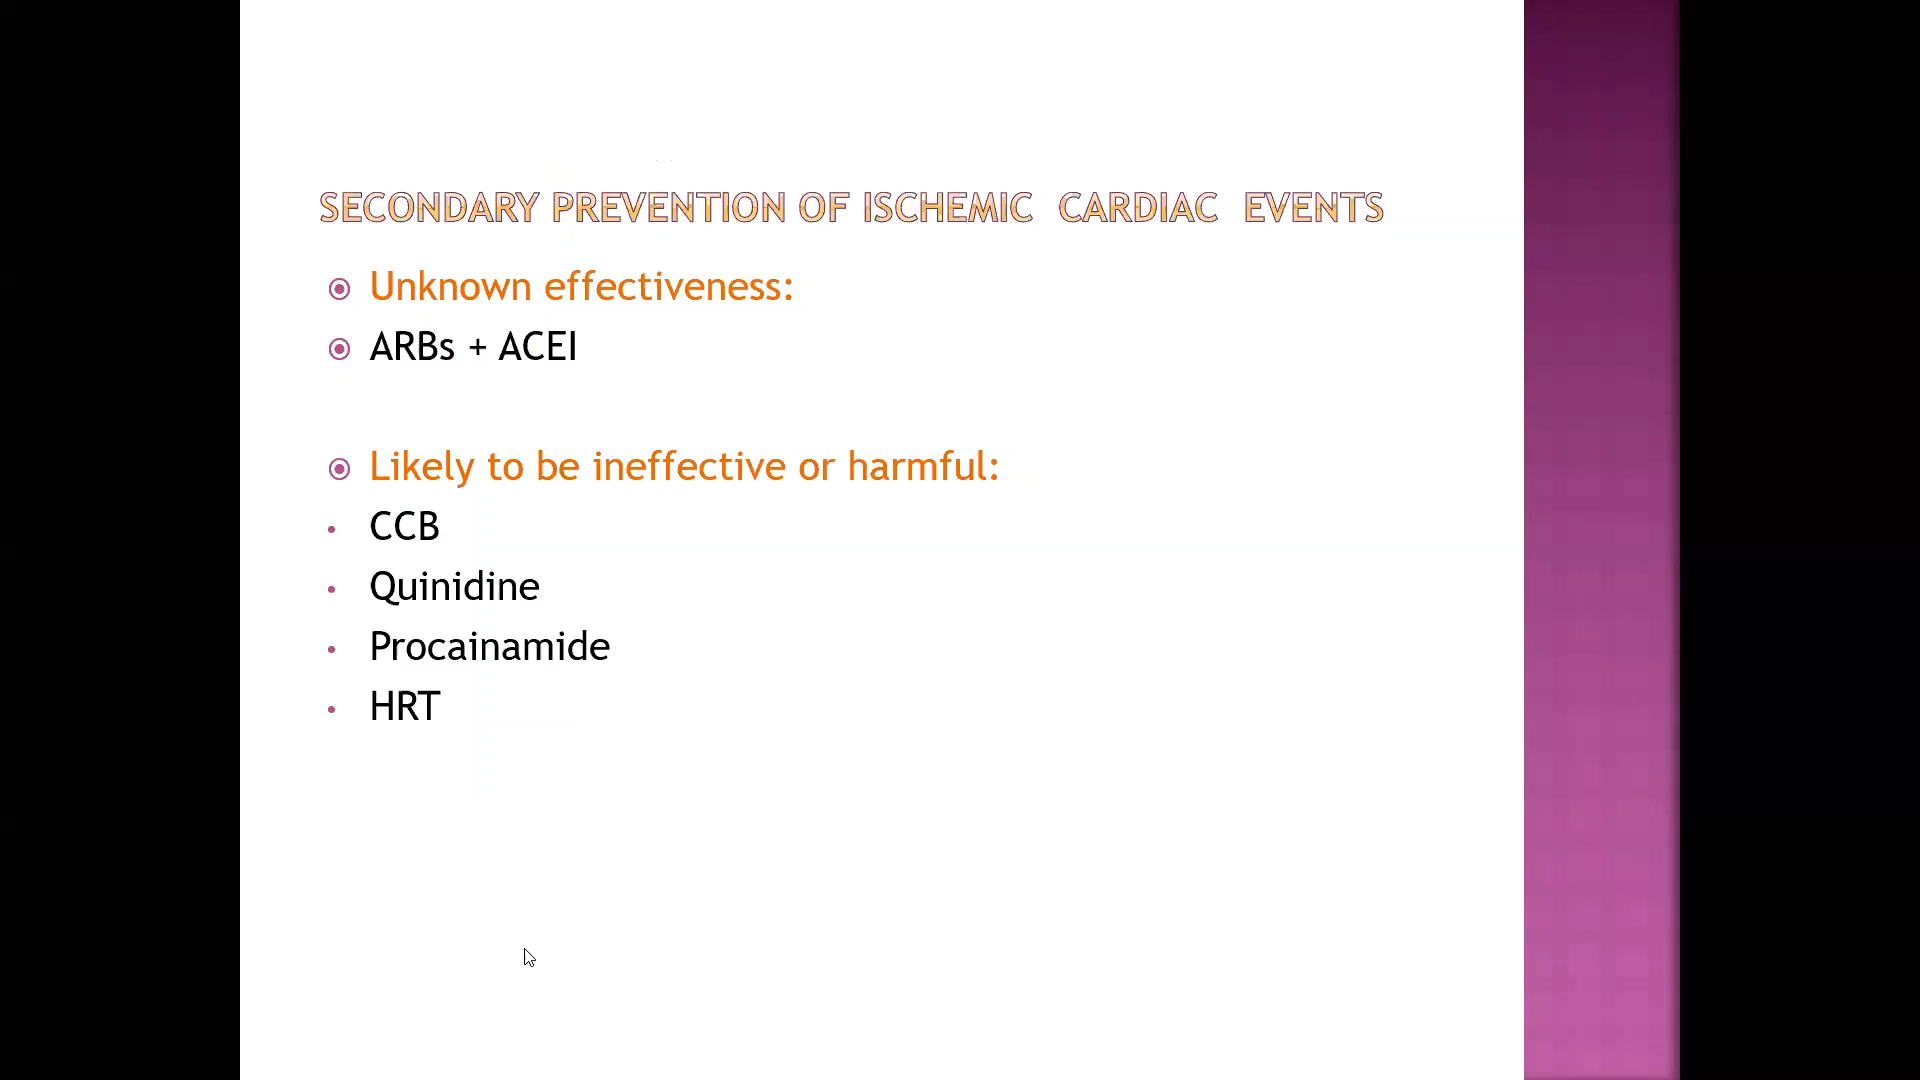 SECONDARY PREVENTION OF ISCHEMIC CARDIAC EVENTS
Unknown effectiveness:
ARBs + ACEI
Likely to be ineffective or harmful:
CCB
Quinidine
Procainamide
HRT